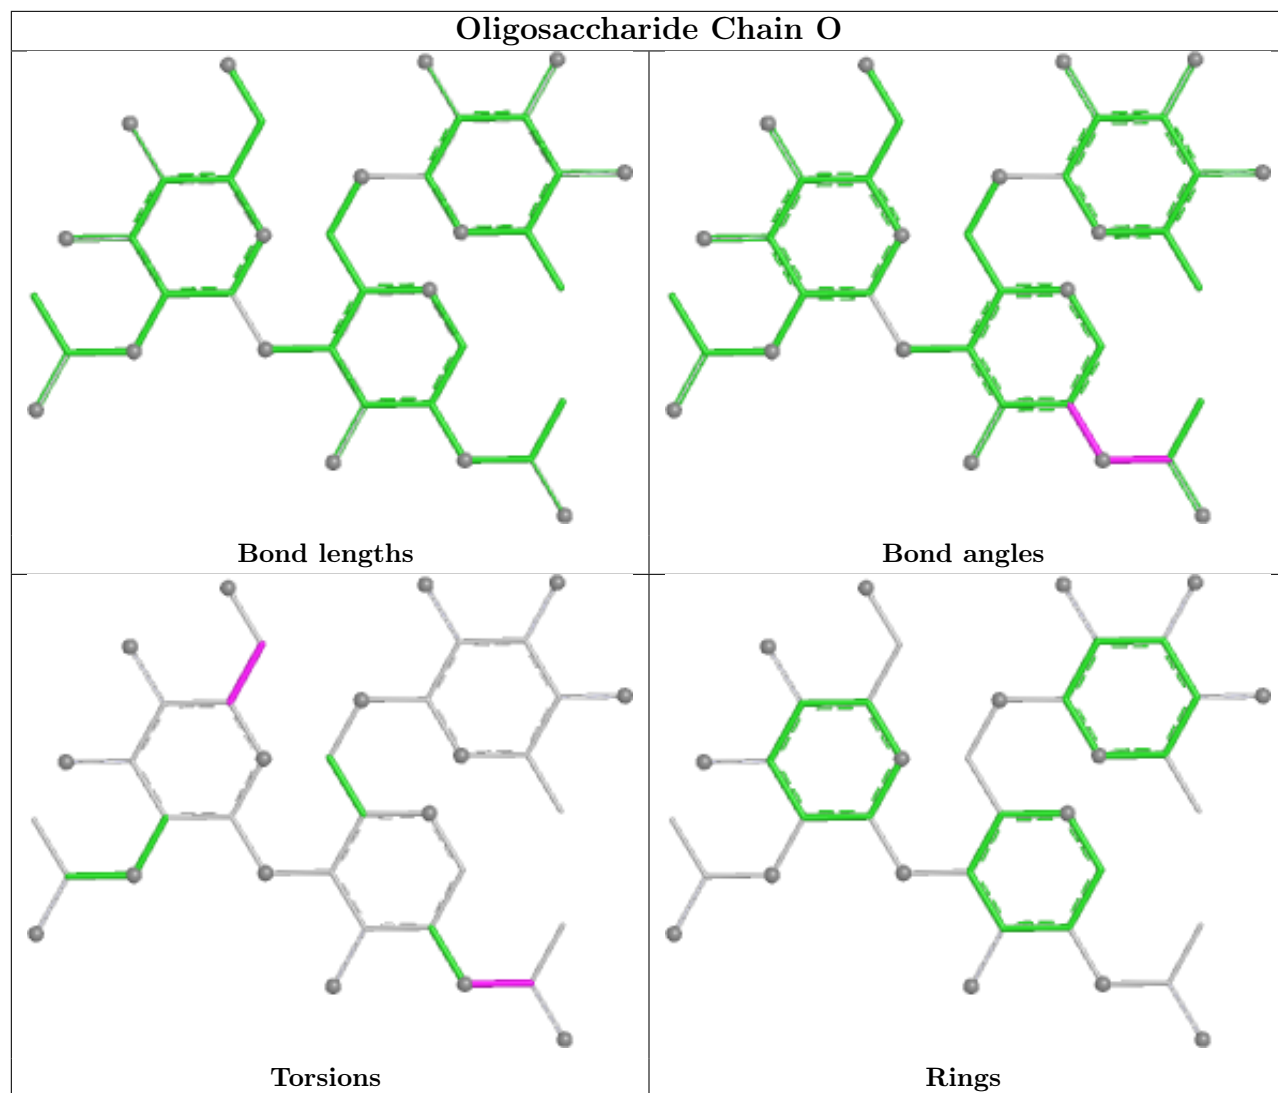 Oligosaccharide Chain O
Bond lengths
Bond angles
Torsions
Rings